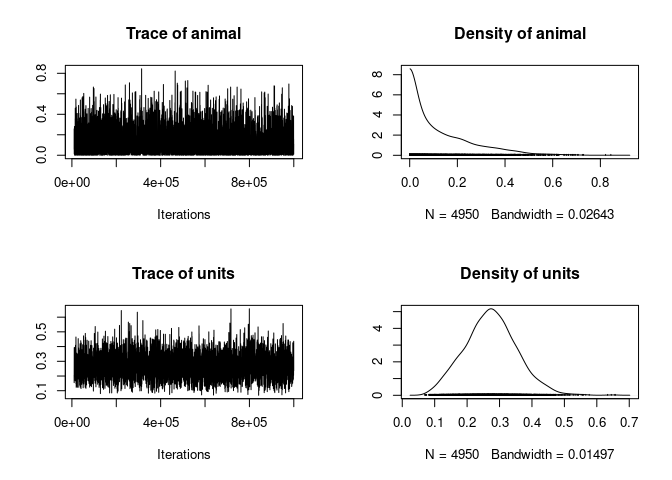 Trace of animal
0.0 0.4 0.8
0e+00 4e+05 8e+05
Iterations
Density of animal
0 2 4 6 8
0.0 0.2 0.4 0.6 0.8
N = 4950 Bandwidth = 0.02643
Trace of units
0.1 0.3 0.5
0e+00 4e+05 8e+05
Iterations
Density of units
0 2 4
0.0 0.1 0.2 0.3 0.4 0.5 0.6 0.7
N = 4950 Bandwidth = 0.01497